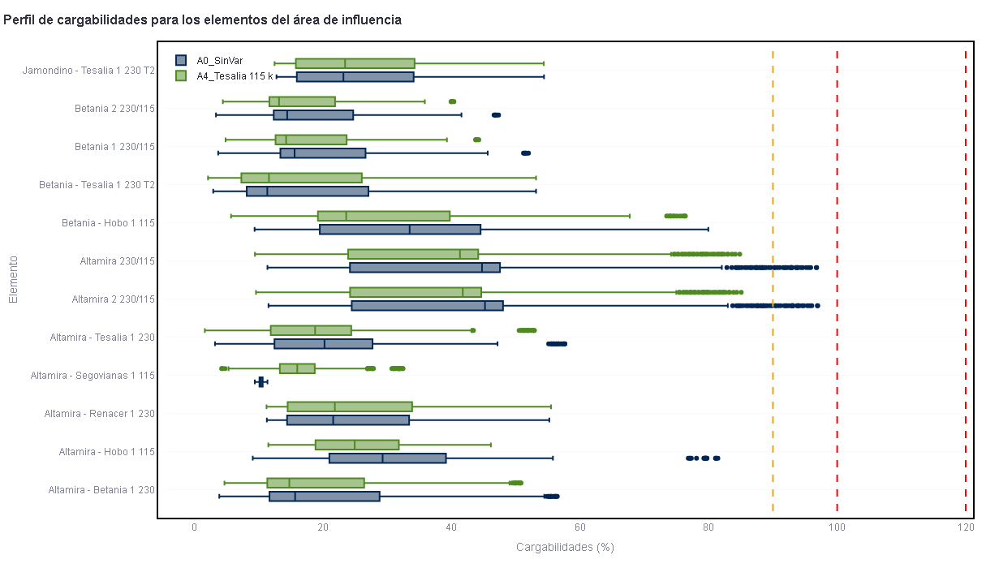 Perfil de cargabilidades para los elementos del área de influencia
A0_SinVar
A4_Tesalia 115 k
Jamondino - Tesalia 1 230 T2
Betania 2 230/115
Betania 1 230/115
Betania - Tesalia 1 230 T2
Betania - Hobo 1 115
Altamira 230/115
Altamira 2 230/115
Altamira - Tesalia 1 230
Altamira - Segovianas 1 115
Altamira - Renacer 1 230
Altamira - Hobo 1 115
Altamira - Betania 1 230
Elemento
0 20 40 60 80 100 120
Cargabilidades (%)